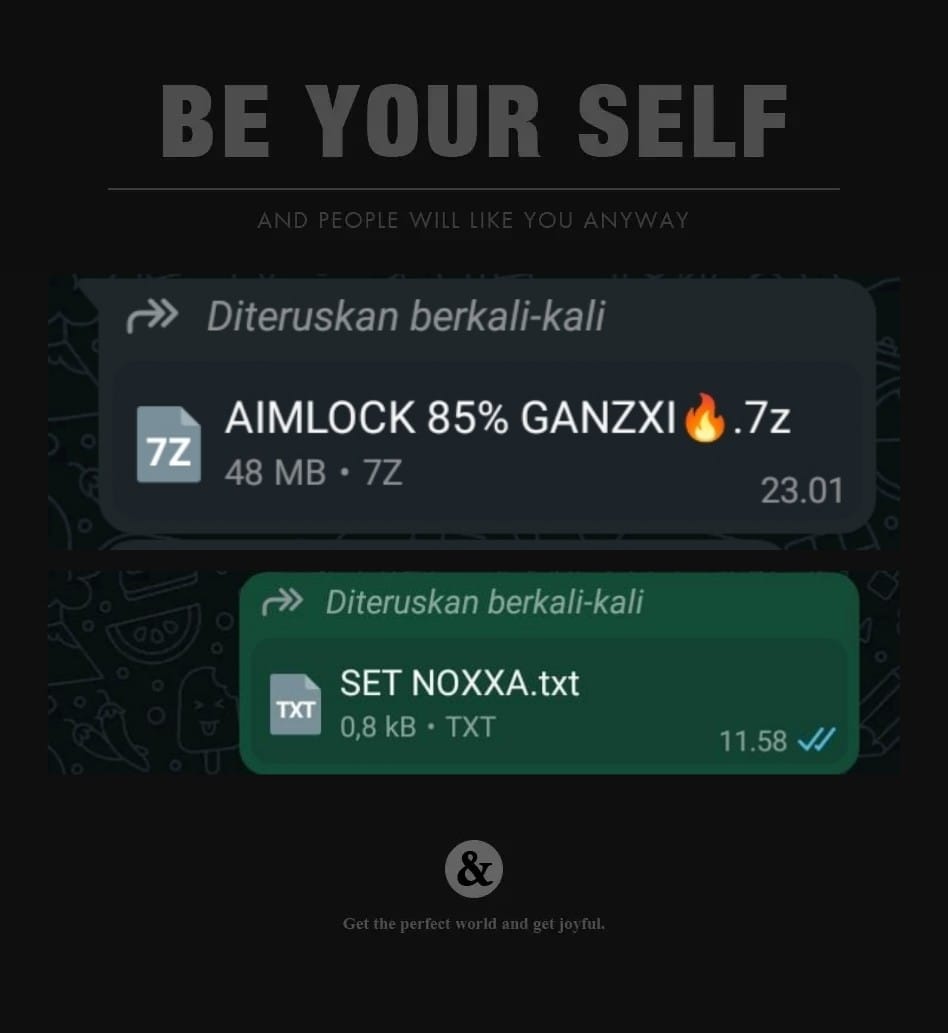 BE YOUR SELF
AND PEOPLE WILL LIKE YOU ANYWAY
Diteruskan berkali-kali
AIMLOCK 85% GANZXI🔥.7z
7Z
48 MB • 7Z
23.01
Diteruskan berkali-kali
SET NOXXA.txt
TXT
0,8 kB • TXT
11.58
&
Get the perfect world and get joyful.